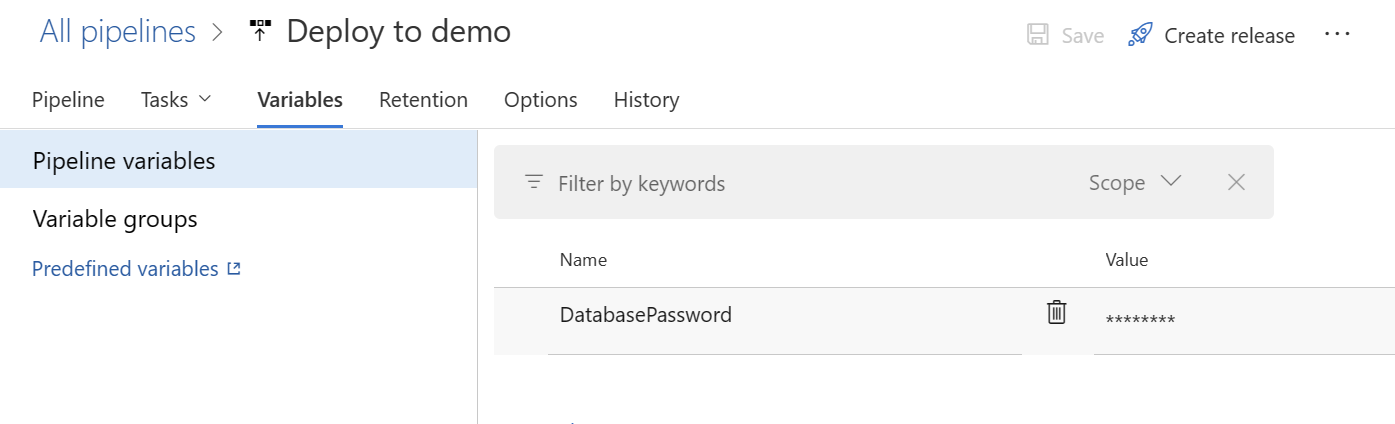 All pipelines > Deploy to demo
Save Create release ...
Pipeline Tasks Variables Retention Options History
Pipeline variables
Variable groups
Predefined variables
Filter by keywords Scope
Name Value
DatabasePassword ********